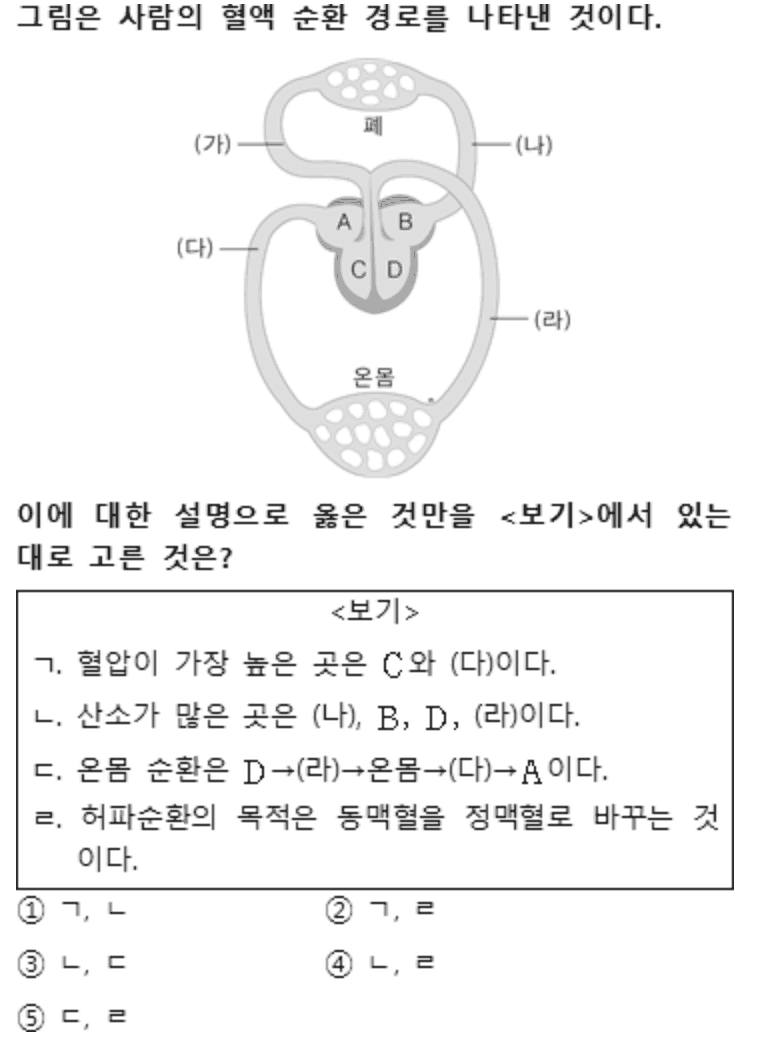 그림은 사람의 혈액 순환 경로를 나타낸 것이다.
폐
(가)
(나)
A
B
(다)
C
D
(라)
온몸
이에 대한 설명으로 옳은 것만을 <보기>에서 있는
대로 고른 것은?
<보기>
ㄱ. 혈압이 가장 높은 곳은 C와 (다)이다.
ㄴ. 산소가 많은 곳은 (나), B, D, (라)이다.
ㄷ. 온몸 순환은 D→(라)→온몸→(다)→A이다.
ㄹ. 허파순환의 목적은 동맥혈을 정맥혈로 바꾸는 것
이다.
① ㄱ, ㄴ ② ㄱ, ㄹ
③ ㄴ, ㄷ ④ ㄴ, ㄹ
⑤ ㄷ, ㄹ